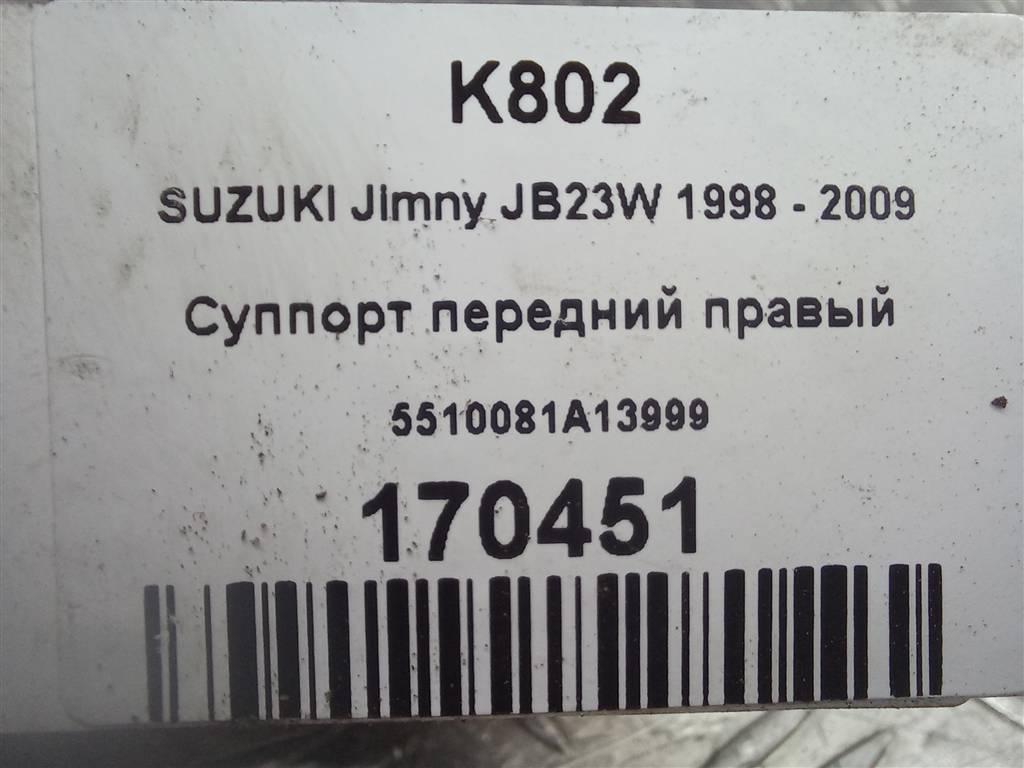 K802
SUZUKI Jimny JB23W 1998 - 2009
Суппорт передний правый
5510081A13999
170451